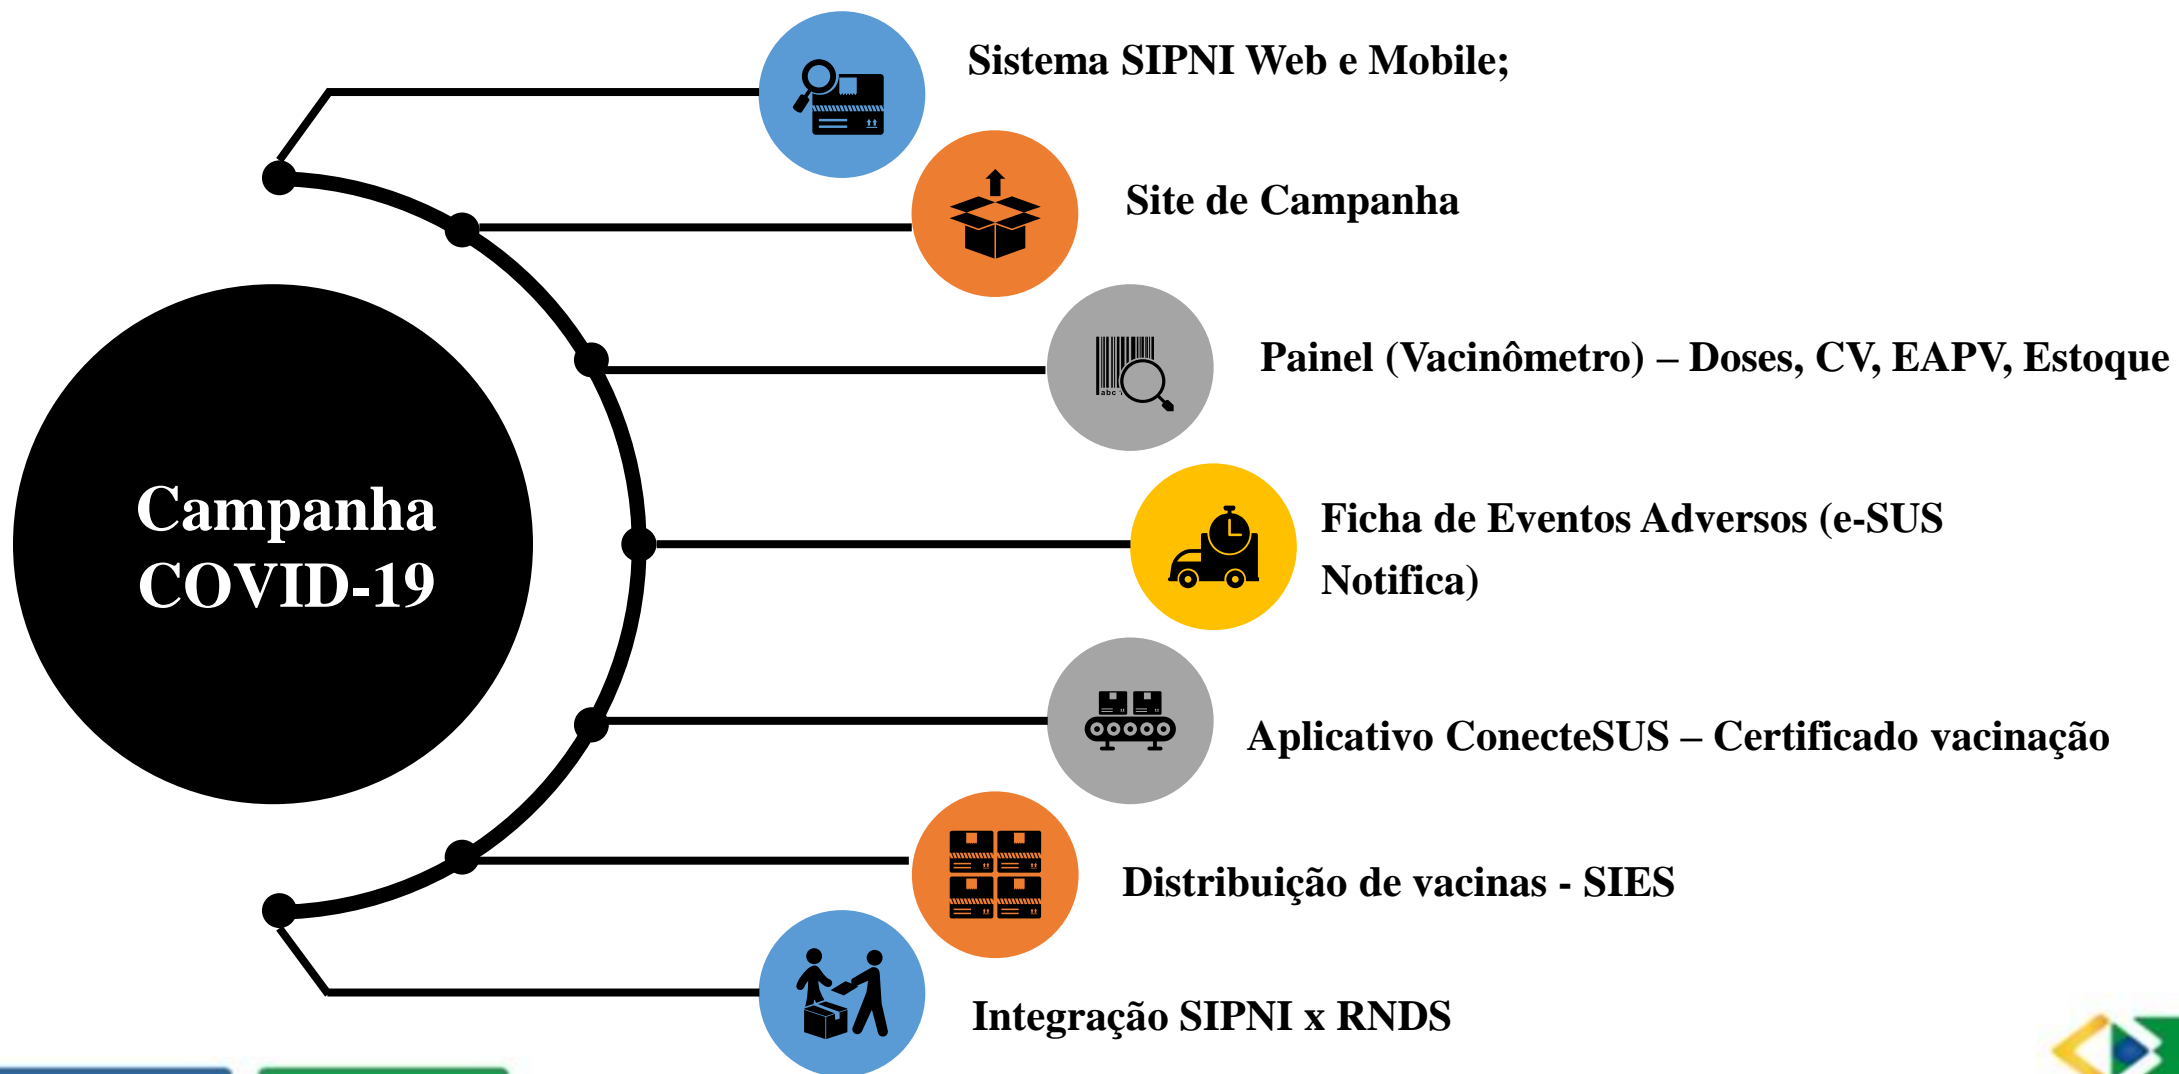 Sistema SIPNI Web e Mobile;
Site de Campanha
Painel (Vacinômetro) – Doses, CV, EAPV, Estoque
Campanha
COVID-19
Ficha de Eventos Adversos (e-SUS
Notifica)
Aplicativo ConecteSUS – Certificado vacinação
Distribuição de vacinas - SIES
Integração SIPNI x RNDS
abc